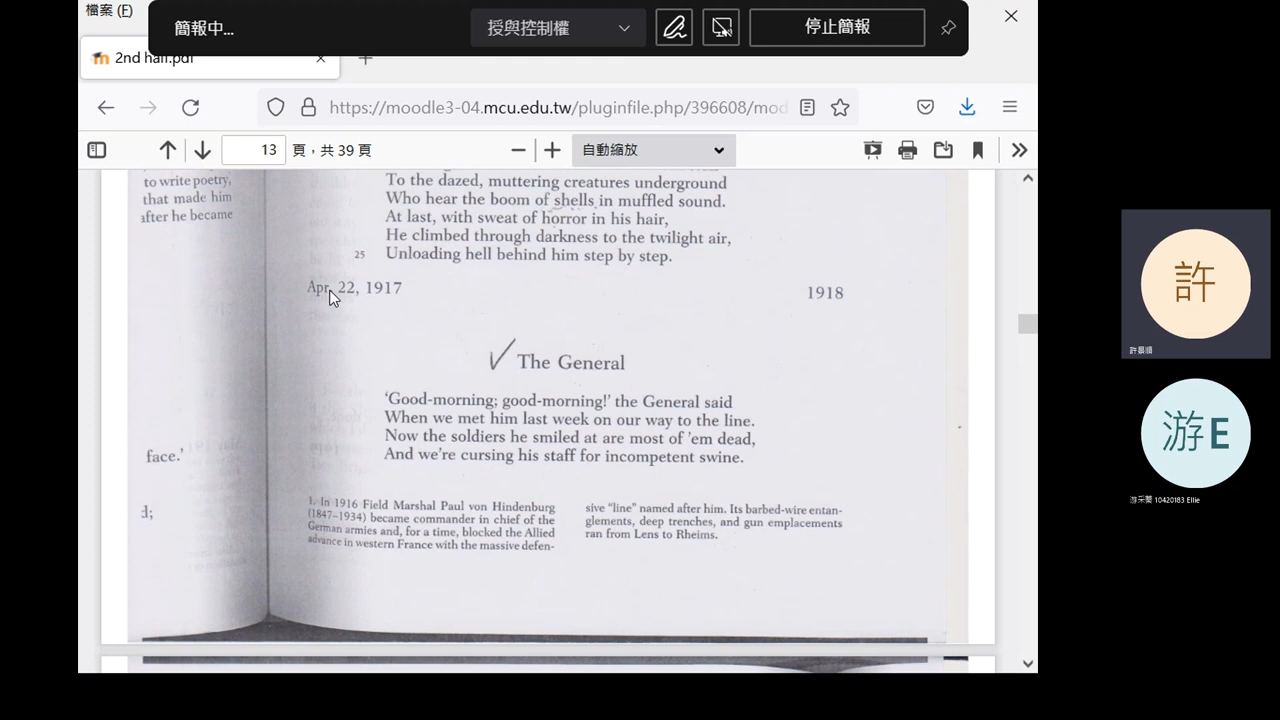 檔案 (F)
簡報中...
授與控制權
停止簡報
2nd half.pdf
https://moodle3-04.mcu.edu.tw/pluginfile.php/396608/mod
13 頁，共 39 頁
自動縮放
to write poetry,
that made him
after he became
face.'
d;
To the dazed, muttering creatures underground
Who hear the boom of shells in muffled sound.
At last, with sweat of horror in his hair,
He climbed through darkness to the twilight air,
25 Unloading hell behind him step by step.
Apr. 22, 1917 1918
The General
'Good-morning; good-morning!' the General said
When we met him last week on our way to the line.
Now the soldiers he smiled at are most of 'em dead,
And we're cursing his staff for incompetent swine.
1. In 1916 Field Marshal Paul von Hindenburg
(1847–1934) became commander in chief of the
German armies and, for a time, blocked the Allied
advance in western France with the massive defen-
sive "line" named after him. Its barbed-wire entan-
glements, deep trenches, and gun emplacements
ran from Lens to Rheims.
許
許景順
游E
游采蓁 10420183 Ellie